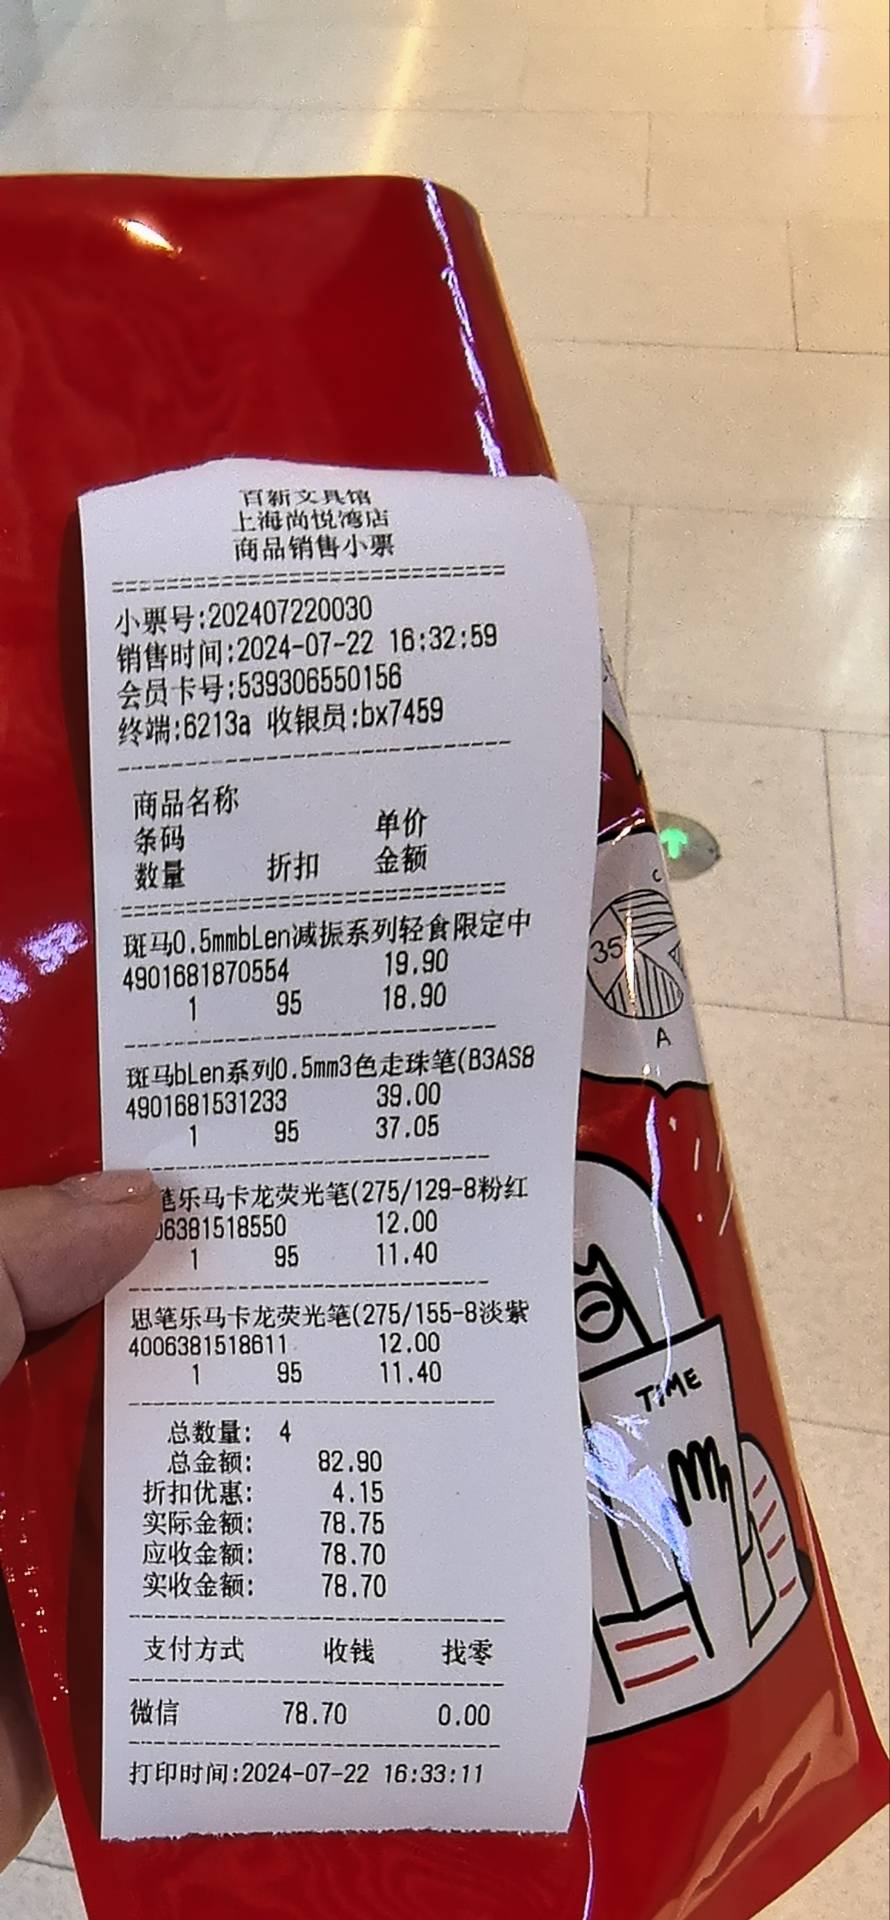 百新文具馆
上海尚悦湾店
商品销售小票
小票号:202407220030
销售时间:2024-07-22 16:32:59
会员卡号:539306550156
终端:6213a 收银员:bx7459
商品名称
条码 单价
数量 折扣 金额
斑马0.5mmbLen减振系列轻食限定中
4901681870554 19.90
1 95 18.90
斑马bLen系列0.5mm3色走珠笔(B3AS8
4901681531233 39.00
1 95 37.05
笔乐马卡龙荧光笔(275/129-8粉红
06381518550 12.00
1 95 11.40
思笔乐马卡龙荧光笔(275/155-8淡紫
4006381518611 12.00
1 95 11.40
总数量: 4
总金额: 82.90
折扣优惠: 4.15
实际金额: 78.75
应收金额: 78.70
实收金额: 78.70
支付方式 收钱 找零
微信 78.70 0.00
打印时间:2024-07-22 16:33:11
C
35
A
TIME